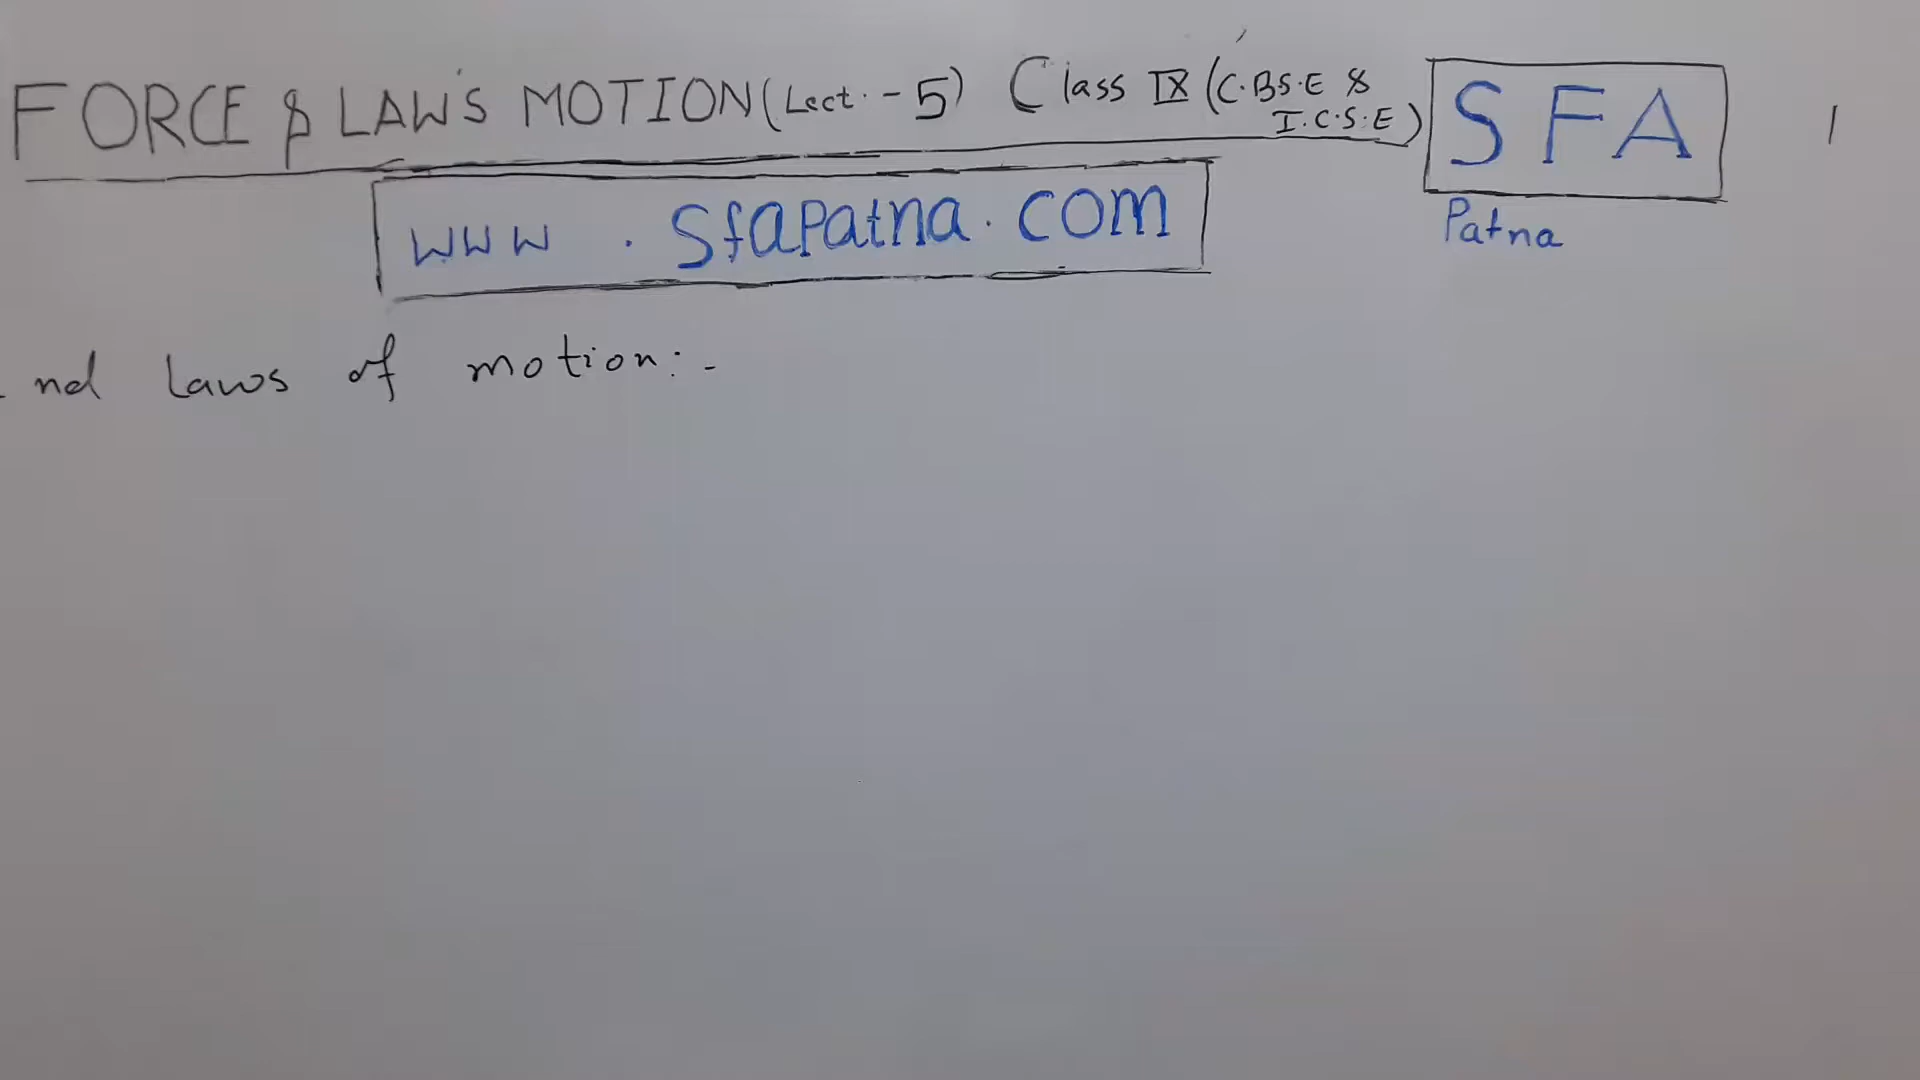 FORCE & LAWS MOTION (Lect. - 5) Class IX (C.B.S.E &
I.C.S.E)
SFA
Patna
www.sfapatna.com
nd Laws of motion:-